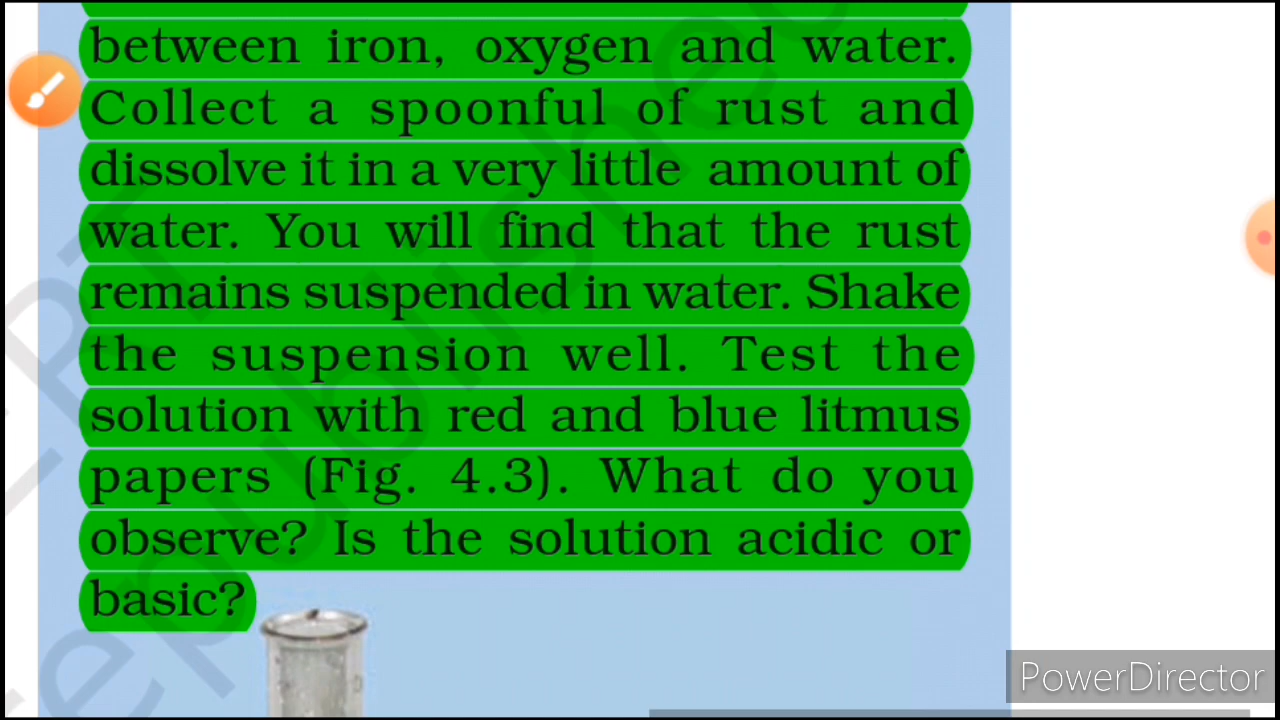 between iron, oxygen and water.
Collect a spoonful of rust and
dissolve it in a very little amount of
water. You will find that the rust
remains suspended in water. Shake
the suspension well. Test the
solution with red and blue litmus
papers (Fig. 4.3). What do you
observe? Is the solution acidic or
basic?
PowerDirector